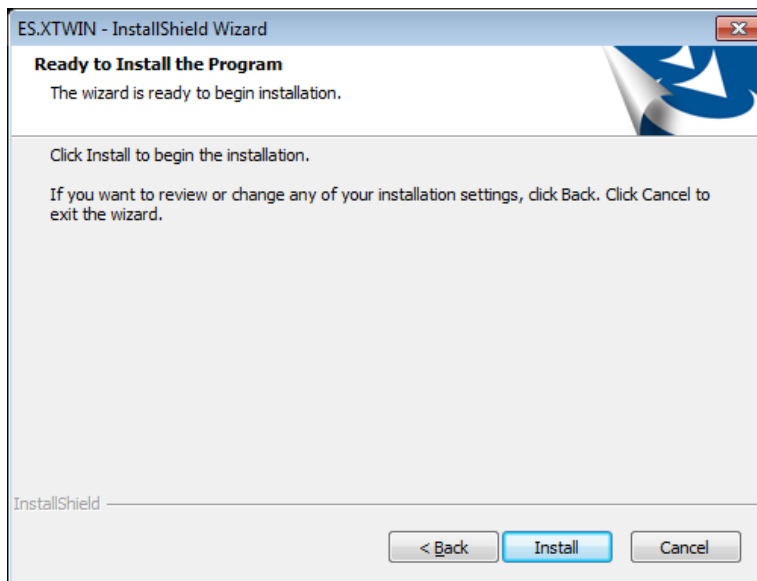 ES.XTWIN - InstallShield Wizard
Ready to Install the Program
The wizard is ready to begin installation.
Click Install to begin the installation.
If you want to review or change any of your installation settings, click Back. Click Cancel to
exit the wizard.
InstallShield
< Back Install Cancel